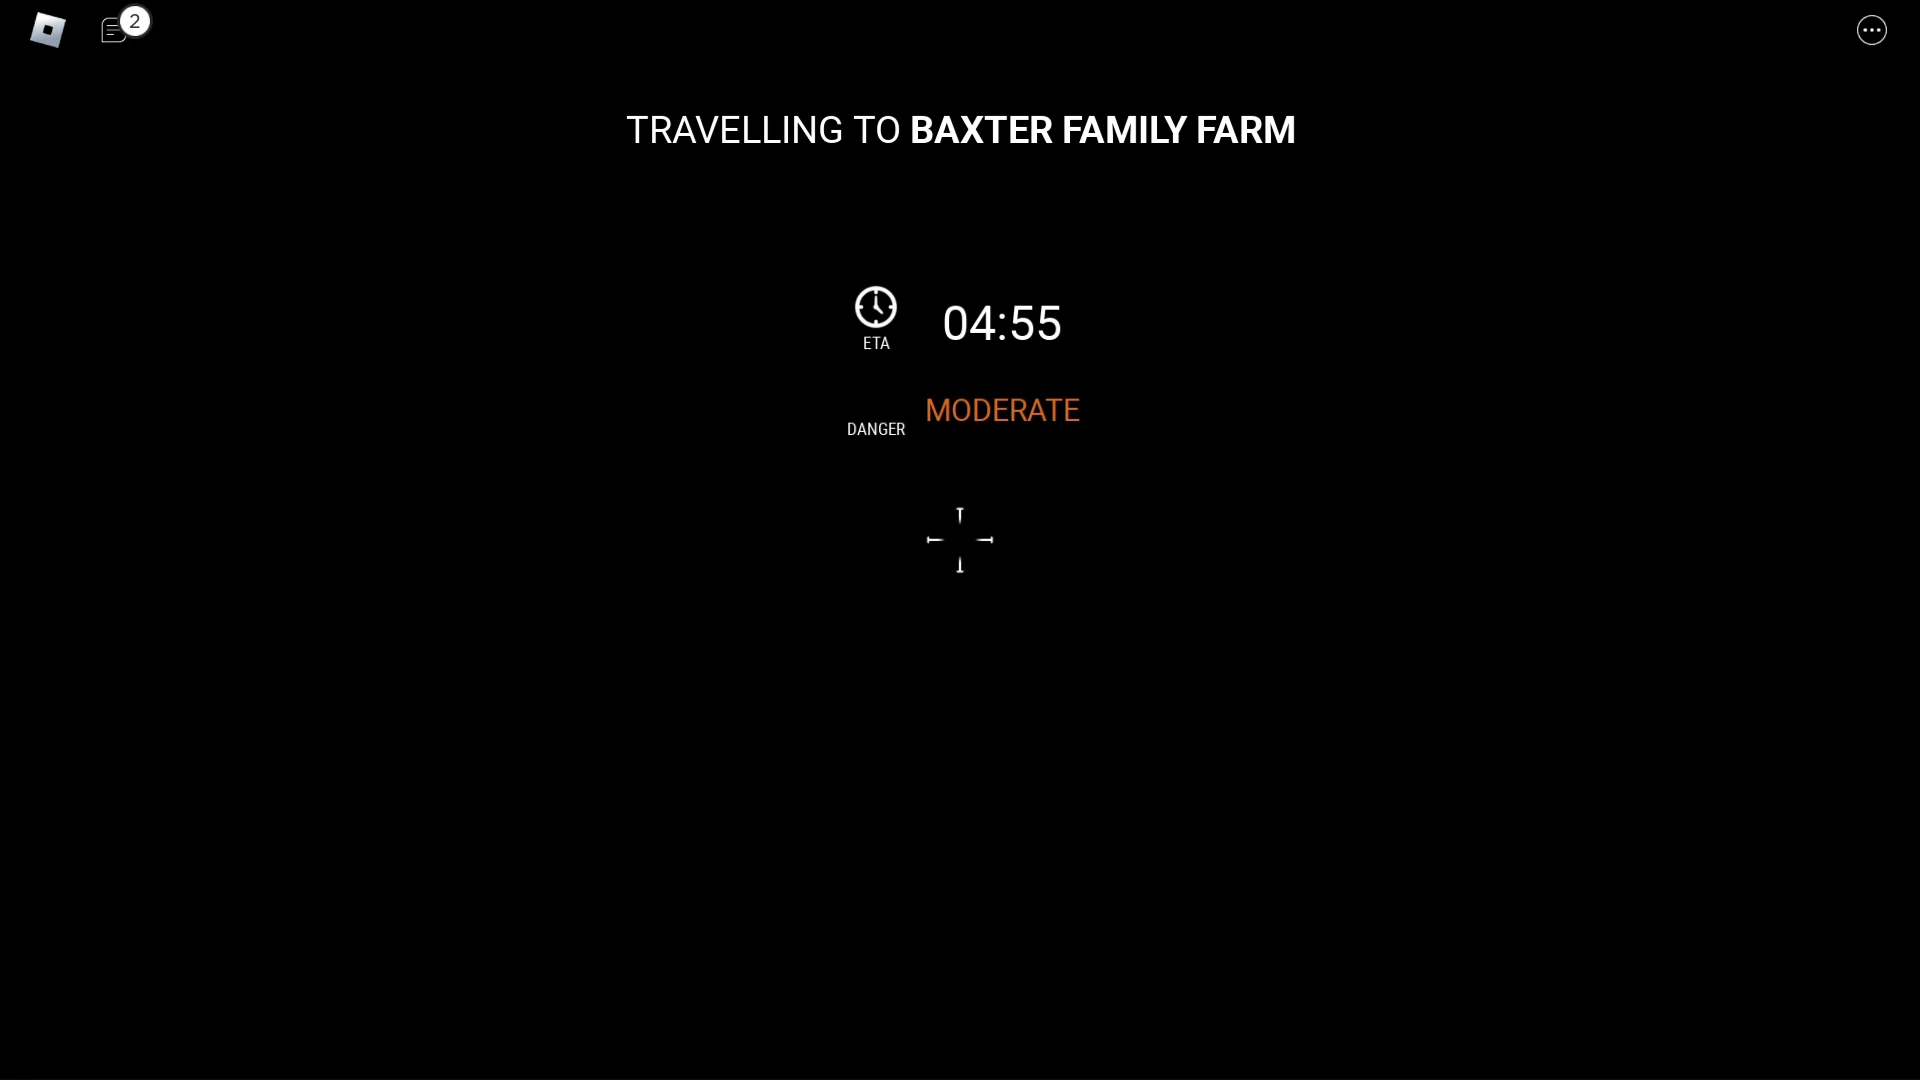 2
TRAVELLING TO BAXTER FAMILY FARM
04:55
ETA
MODERATE
DANGER